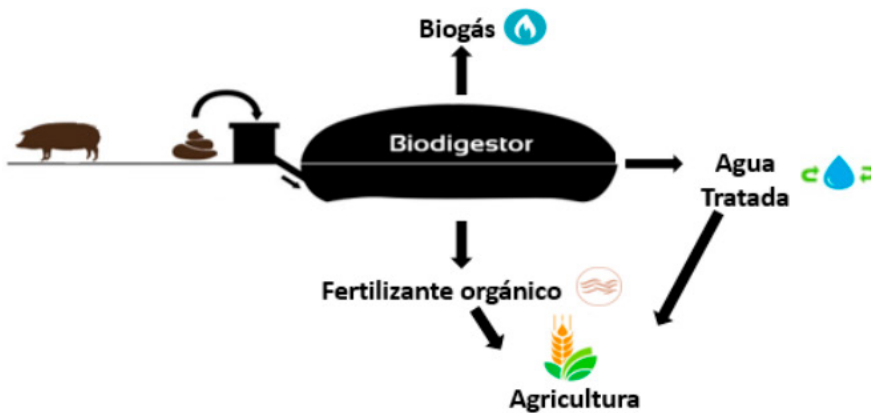 Biogás
Biodigestor
Agua
Tratada
Fertilizante orgánico
Agricultura